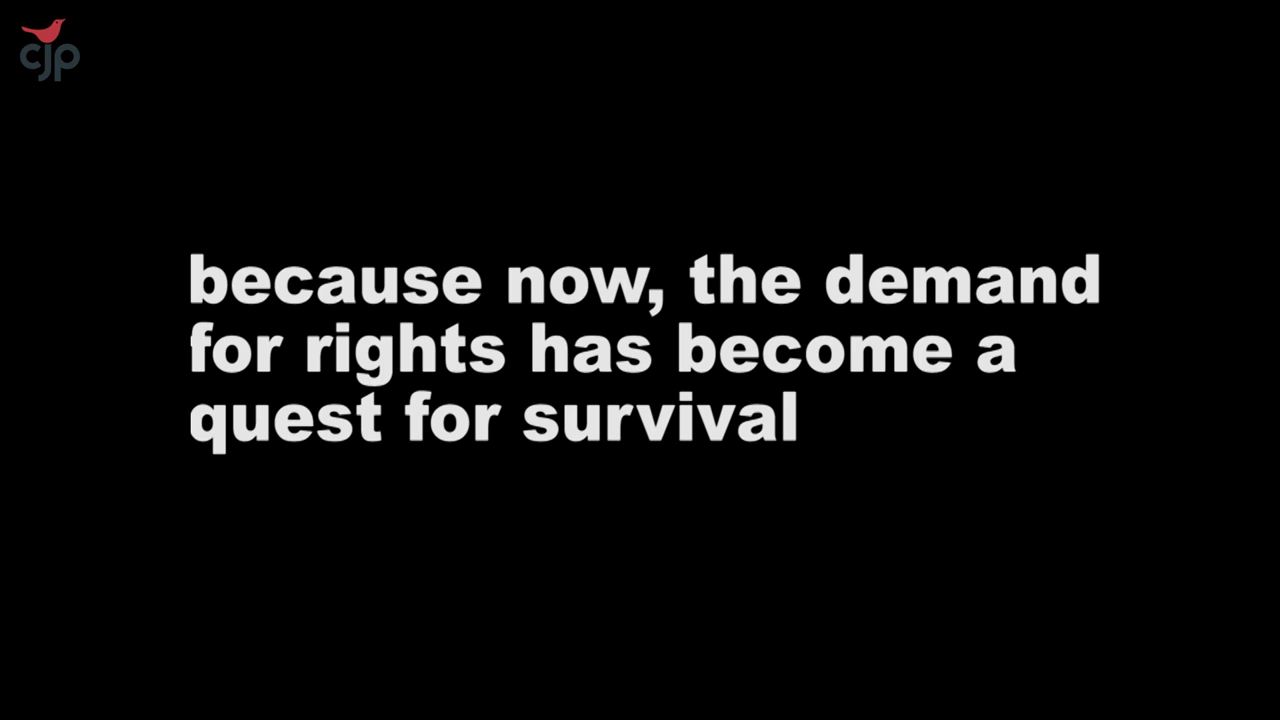 cjp
because now, the demand
for rights has become a
quest for survival